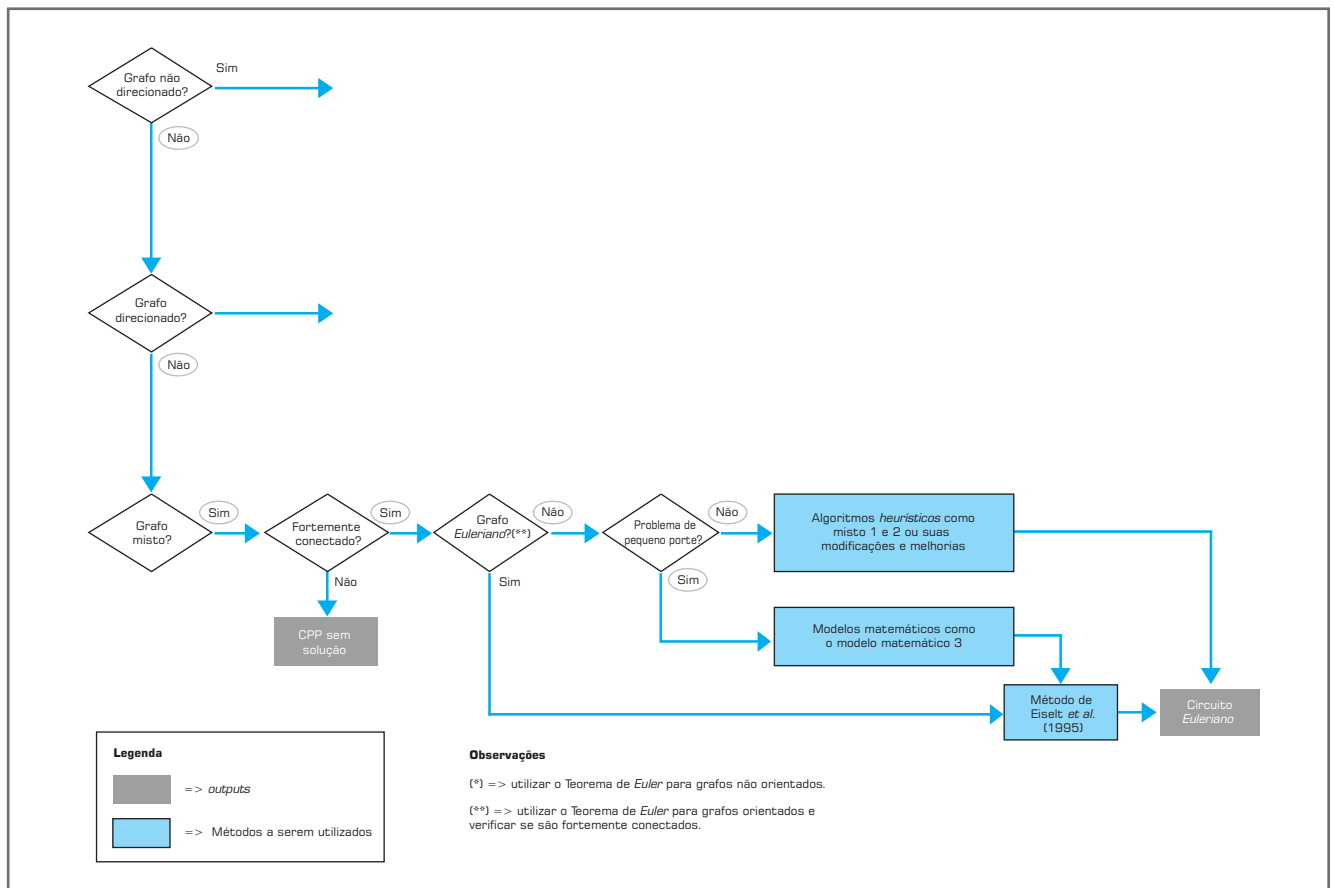 Grafo não
direcionado?
Sim
Não
Grafo
direcionado?
Não
Grafo
misto?
Sim
Fortemente
conectado?
Sim
Grafo
Euleriano?(**)
Não
Problema de
pequeno porte?
Não
Algoritmos heurísticos como
misto 1 e 2 ou suas
modificações e melhorias
Não
Sim
Sim
CPP sem
solução
Modelos matemáticos como
o modelo matemático 3
Método de
Eiselt et al.
(1995)
Circuito
Euleriano
Legenda
=> outputs
=> Métodos a serem utilizados
Observações
(*) => utilizar o Teorema de Euler para grafos não orientados.
(**) => utilizar o Teorema de Euler para grafos orientados e
verificar se são fortemente conectados.